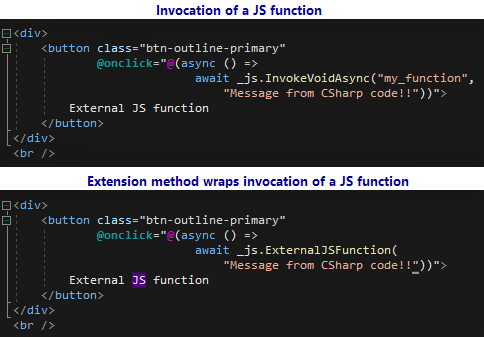 Invocation of a JS function
<div>
<button class="btn-outline-primary"
@onclick="@(async () =>
await _js.InvokeVoidAsync("my_function",
"Message from CSharp code!!"))">
External JS function
</button>
</div>
<br />
Extension method wraps invocation of a JS function
<div>
<button class="btn-outline-primary"
@onclick="@(async () =>
await _js.ExternalJSFunction(
"Message from CSharp code!!"))">
External JS function
</button>
</div>
<br />